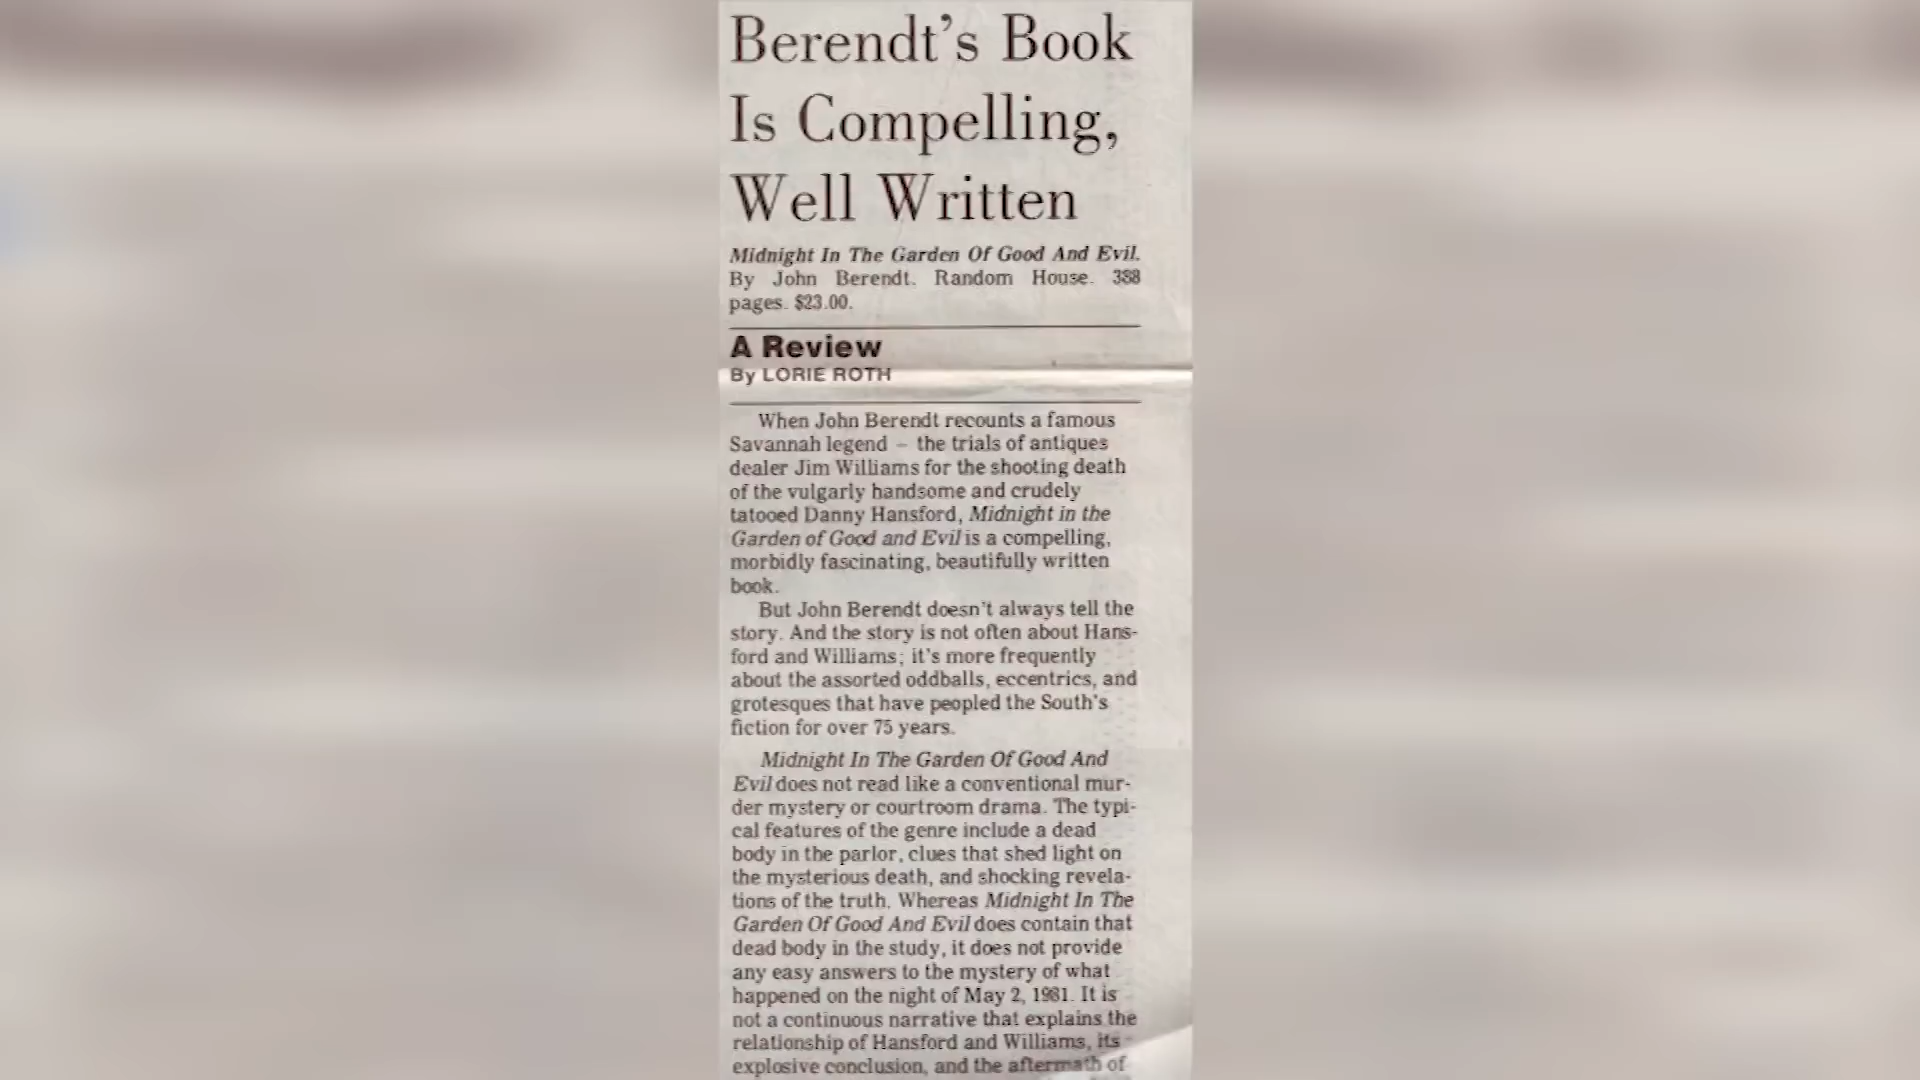 Berendt's Book
Is Compelling,
Well Written
Midnight In The Garden Of Good And Evil.
By John Berendt. Random House. 388
pages. $23.00.
A Review
By LORIE ROTH
When John Berendt recounts a famous
Savannah legend – the trials of antiques
dealer Jim Williams for the shooting death
of the vulgarly handsome and crudely
tatooed Danny Hansford, Midnight in the
Garden of Good and Evil is a compelling,
morbidly fascinating, beautifully written
book.
But John Berendt doesn't always tell the
story. And the story is not often about Hans-
ford and Williams; it's more frequently
about the assorted oddballs, eccentrics, and
grotesques that have peopled the South's
fiction for over 75 years.
Midnight In The Garden Of Good And
Evil does not read like a conventional mur-
der mystery or courtroom drama. The typi-
cal features of the genre include a dead
body in the parlor, clues that shed light on
the mysterious death, and shocking revela-
tions of the truth. Whereas Midnight In The
Garden Of Good And Evil does contain that
dead body in the study, it does not provide
any easy answers to the mystery of what
happened on the night of May 2, 1981. It is
not a continuous narrative that explains the
relationship of Hansford and Williams, its
explosive conclusion, and the aftermath of